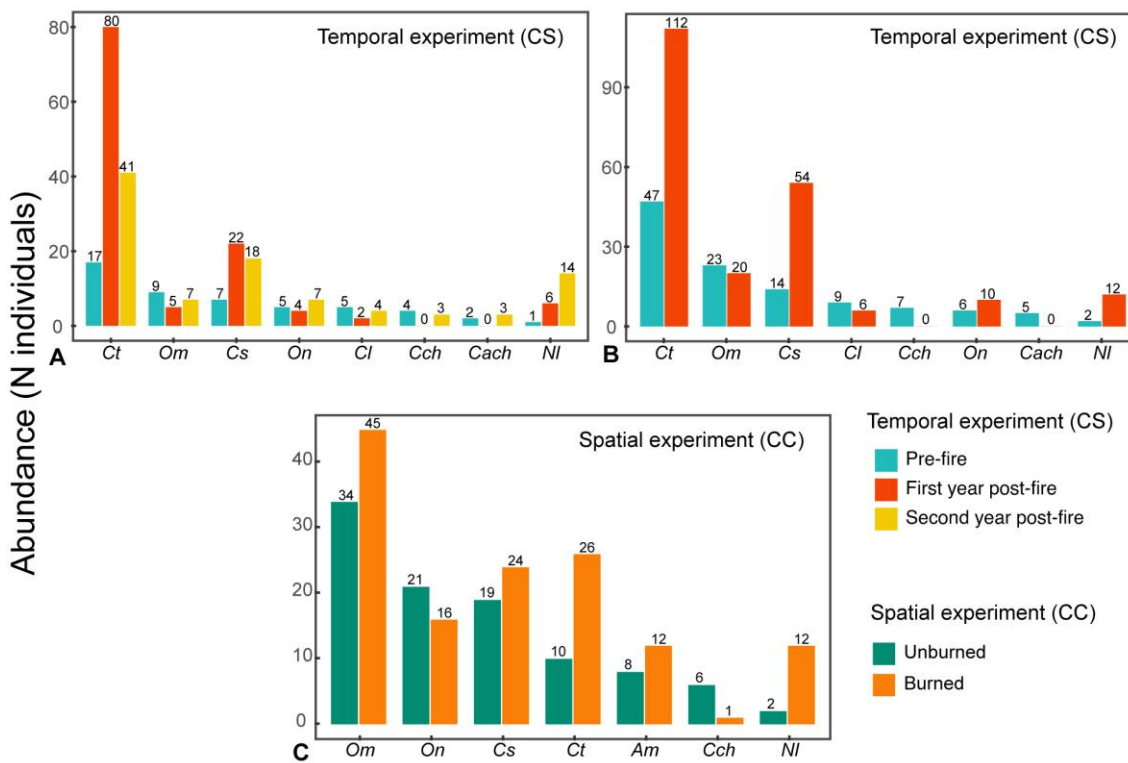 Abundance (N individuals)
Temporal experiment (CS)
80
60
40
20
0
17 80 41
9 5 7
7 22 18
5 4 7
5 2 4
4 0 3
2 0 3
1 6 14
A
Ct Om Cs On Cl Cch Cach Nl
Temporal experiment (CS)
90
60
30
0
47 112
23 20
14 54
9 6
7 0
6 10
5 0
2 12
B
Ct Om Cs Cl Cch On Cach Nl
Spatial experiment (CC)
40
30
20
10
0
34 45
21 16
19 24
10 26
8 12
6 1
2 12
C
Om On Cs Ct Am Cch Nl
Temporal experiment (CS)
Pre-fire
First year post-fire
Second year post-fire
Spatial experiment (CC)
Unburned
Burned